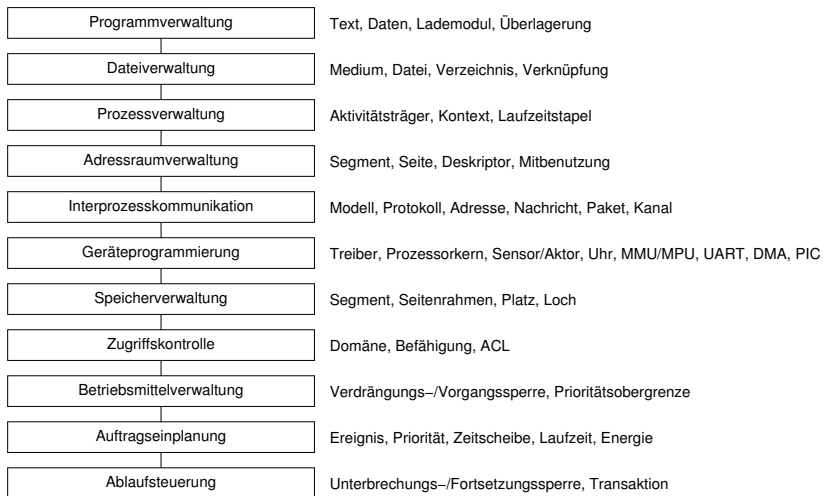 Programmverwaltung Text, Daten, Lademodul, Überlagerung
Dateiverwaltung Medium, Datei, Verzeichnis, Verknüpfung
Prozessverwaltung Aktivitätsträger, Kontext, Laufzeitstapel
Adressraumverwaltung Segment, Seite, Deskriptor, Mitbenutzung
Interprozesskommunikation Modell, Protokoll, Adresse, Nachricht, Paket, Kanal
Geräteprogrammierung Treiber, Prozessorkern, Sensor/Aktor, Uhr, MMU/MPU, UART, DMA, PIC
Speicherverwaltung Segment, Seitenrahmen, Platz, Loch
Zugriffskontrolle Domäne, Befähigung, ACL
Betriebsmittelverwaltung Verdrängungs−/Vorgangssperre, Prioritätsobergrenze
Auftragseinplanung Ereignis, Priorität, Zeitscheibe, Laufzeit, Energie
Ablaufsteuerung Unterbrechungs−/Fortsetzungssperre, Transaktion